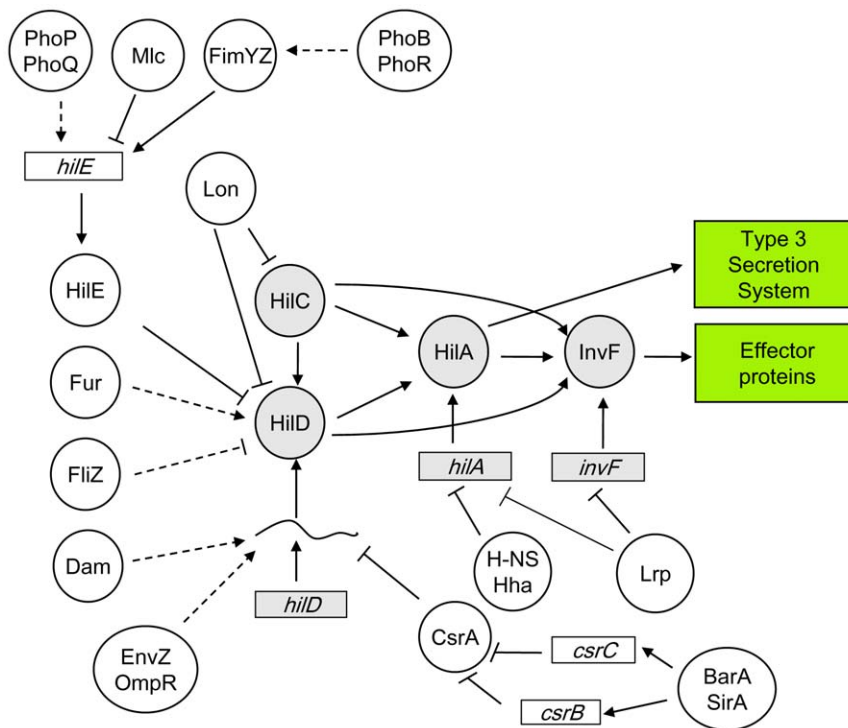 PhoP
PhoQ
Mlc
FimYZ
PhoB
PhoR
hilE
Lon
Type 3
Secretion
System
HilE
HilC
HilA
InvF
Effector
proteins
Fur
HilD
FliZ
hilA
invF
Dam
H-NS
Hha
Lrp
hilD
EnvZ
OmpR
CsrA
csrC
BarA
SirA
csrB